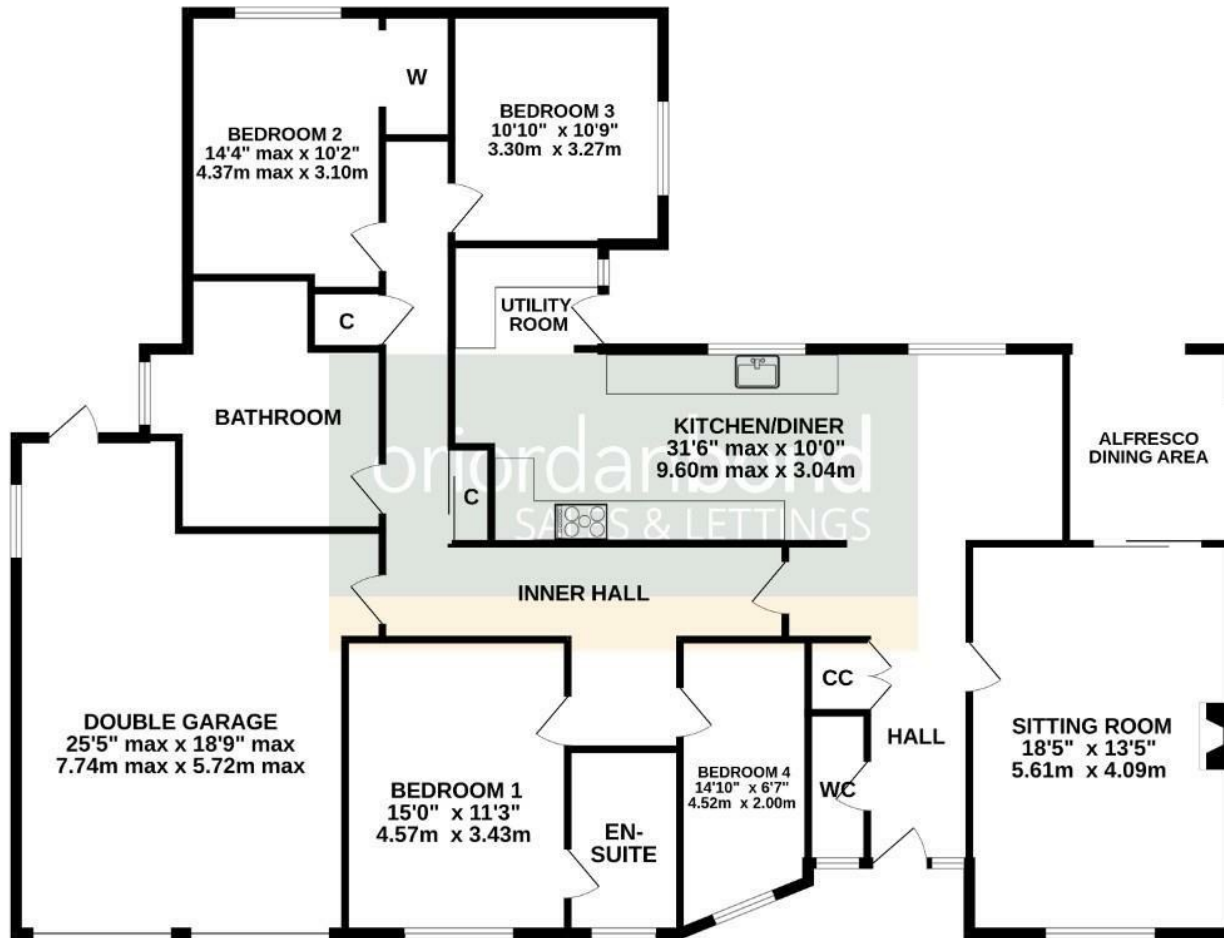 BEDROOM 2
14'4" max x 10'2"
4.37m max x 3.10m
W
BEDROOM 3
10'10" x 10'9"
3.30m x 3.27m
C
UTILITY
ROOM
BATHROOM
KITCHEN/DINER
31'6" max x 10'0"
9.60m max x 3.04m
ALFRESCO
DINING AREA
oriordanbond
SALES & LETTINGS
C
INNER HALL
DOUBLE GARAGE
25'5" max x 18'9" max
7.74m max x 5.72m max
BEDROOM 1
15'0" x 11'3"
4.57m x 3.43m
EN-
SUITE
BEDROOM 4
14'10" x 6'7"
4.52m x 2.00m
CC
WC
HALL
SITTING ROOM
18'5" x 13'5"
5.61m x 4.09m